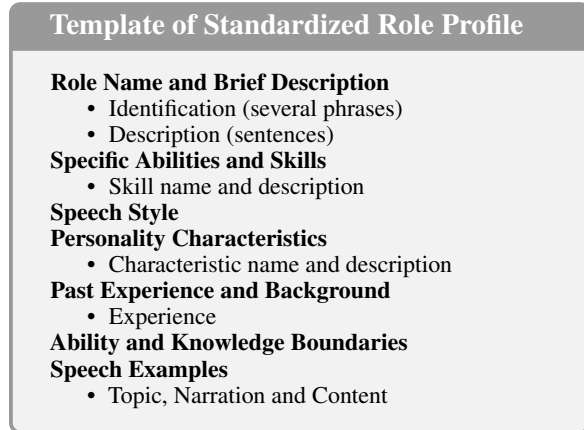 Template of Standardized Role Profile
Role Name and Brief Description
• Identification (several phrases)
• Description (sentences)
Specific Abilities and Skills
• Skill name and description
Speech Style
Personality Characteristics
• Characteristic name and description
Past Experience and Background
• Experience
Ability and Knowledge Boundaries
Speech Examples
• Topic, Narration and Content